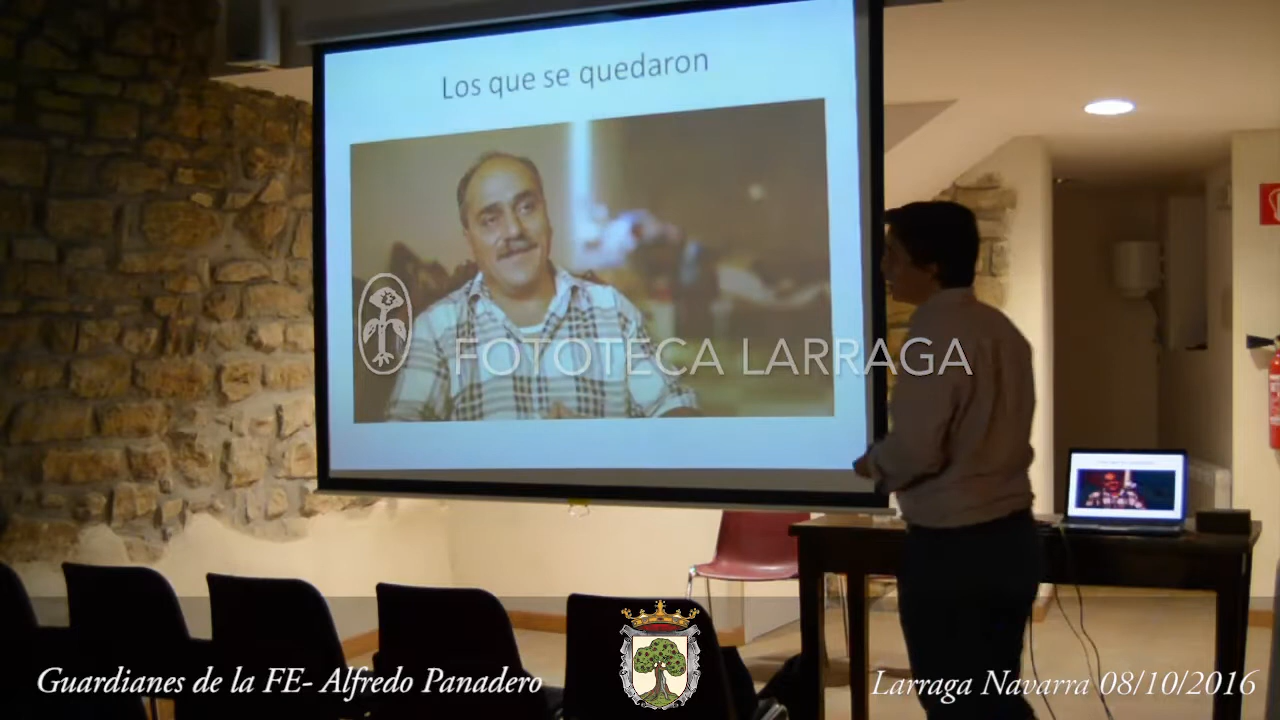 Los que se quedaron
FOTOTECA LARRAGA
Guardianes de la FE- Alfredo Panadero
Larraga Navarra 08/10/2016